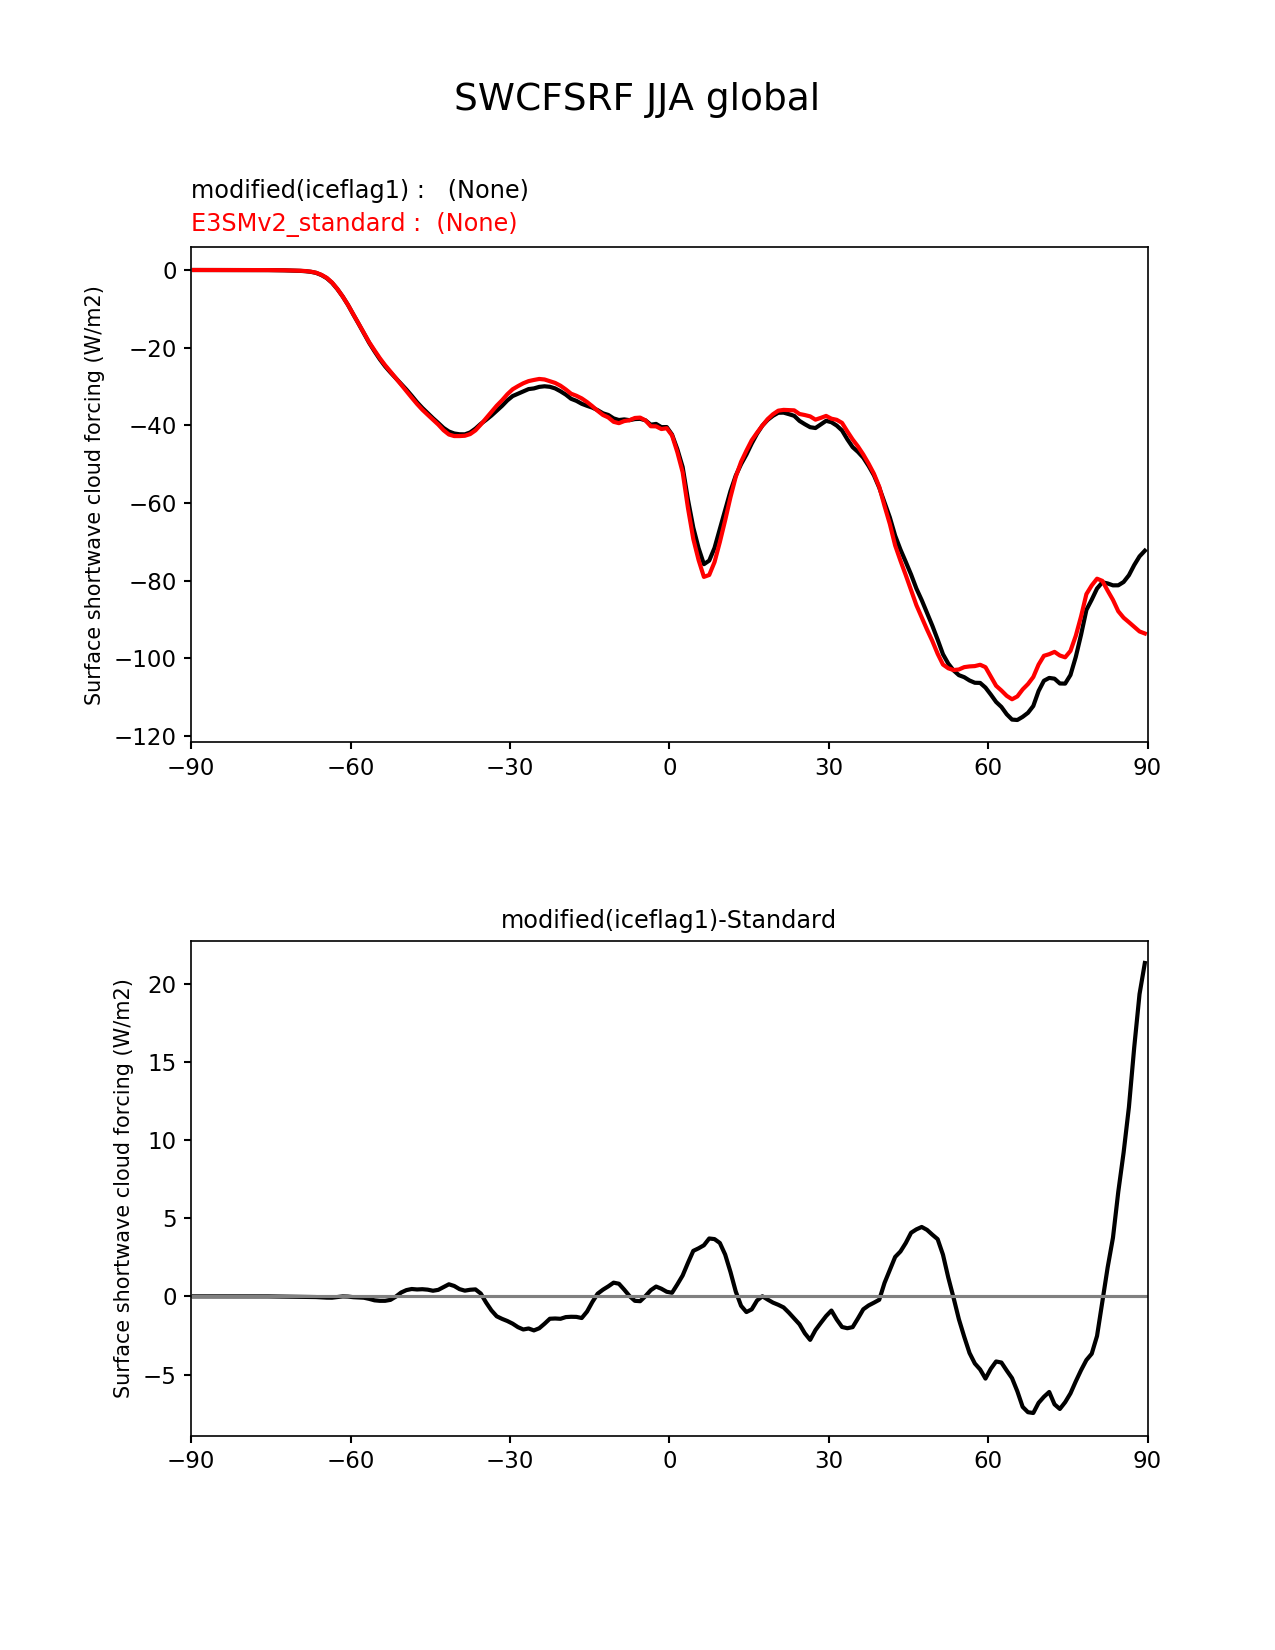 SWCFSRF JJA global
modified(iceflag1) :   (None)
E3SMv2_standard :  (None)
Surface shortwave cloud forcing (W/m2)
0
−20
−40
−60
−80
−100
−120
−90 −60 −30 0 30 60 90
modified(iceflag1)-Standard
Surface shortwave cloud forcing (W/m2)
20
15
10
5
0
−5
−90 −60 −30 0 30 60 90